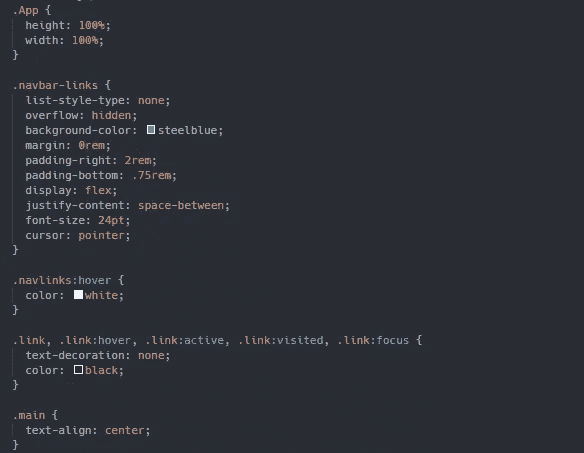 .App {
height: 100%;
width: 100%;
}
.navbar-links {
list-style-type: none;
overflow: hidden;
background-color: steelblue;
margin: 0rem;
padding-right: 2rem;
padding-bottom: .75rem;
display: flex;
justify-content: space-between;
font-size: 24pt;
cursor: pointer;
}
.navlinks:hover {
color: white;
}
.link, .link:hover, .link:active, .link:visited, .link:focus {
text-decoration: none;
color: black;
}
.main {
text-align: center;
}